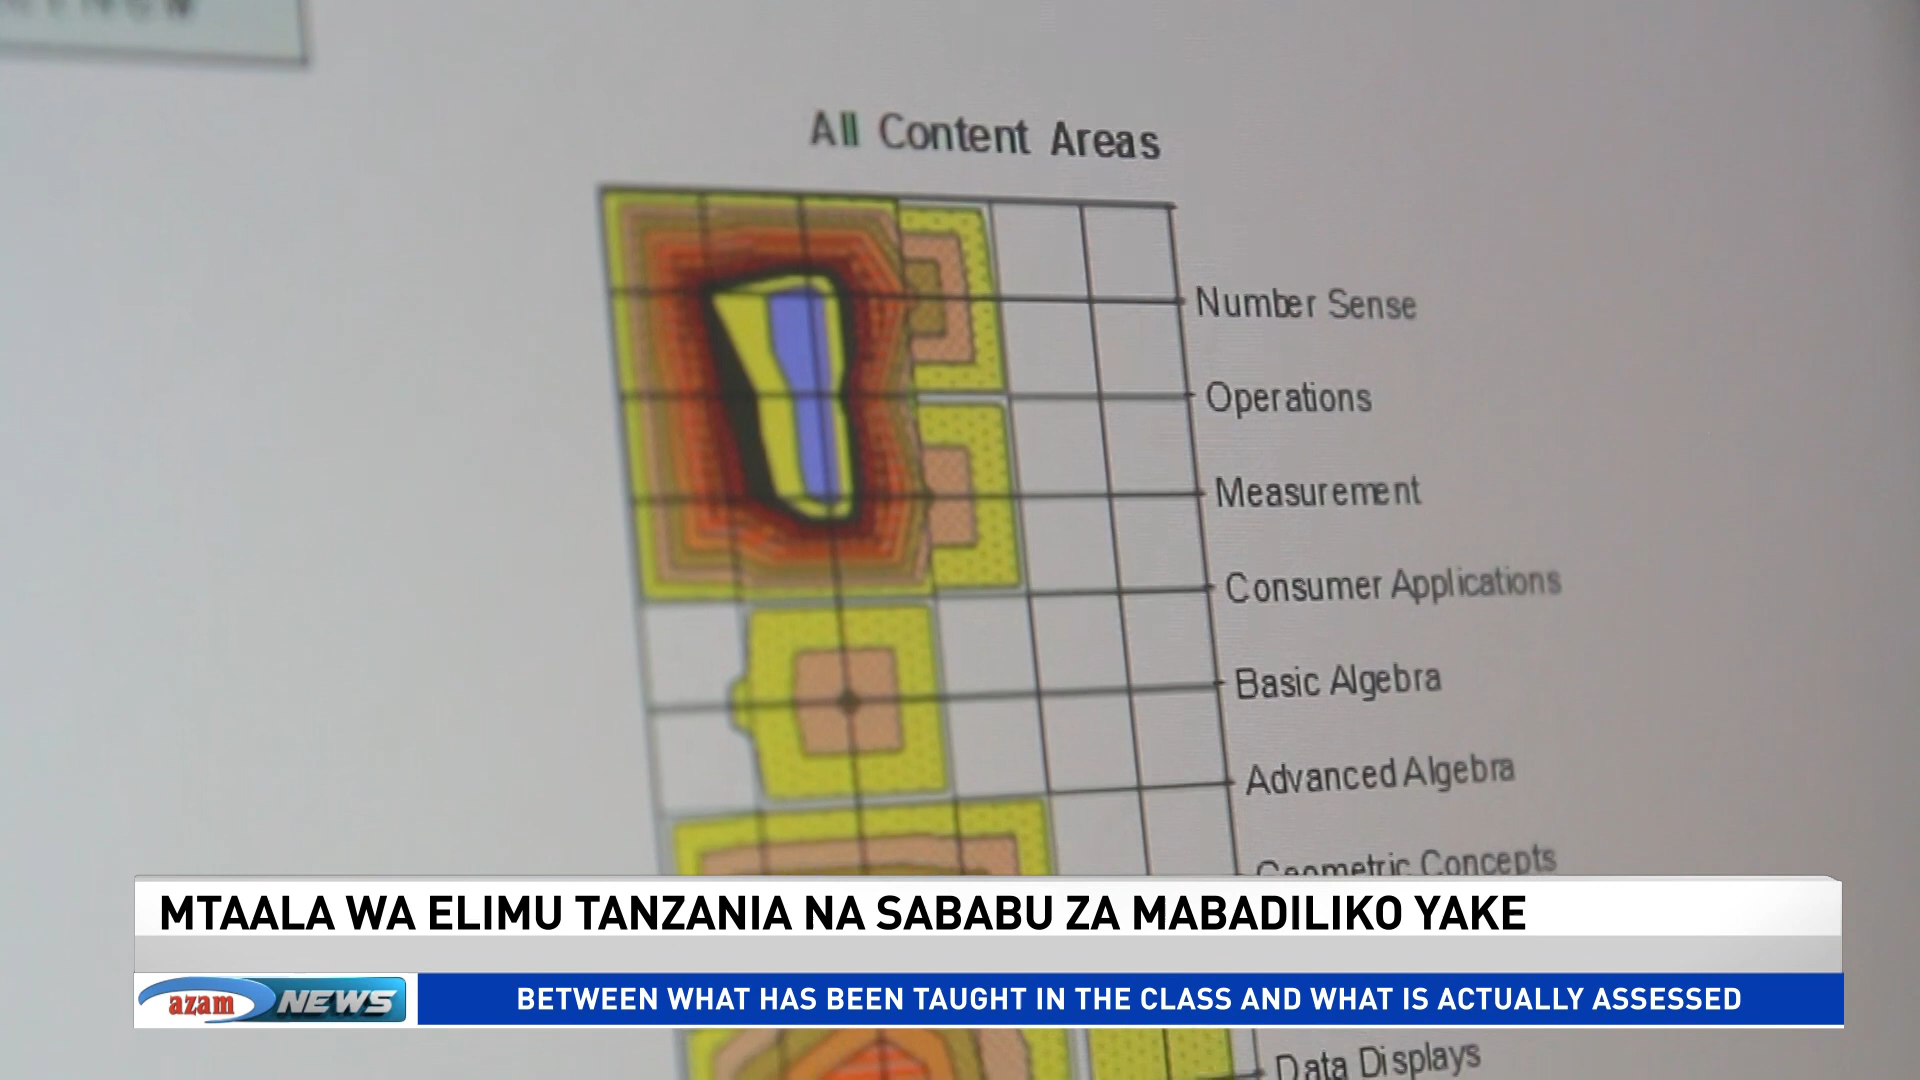 All Content Areas
Number Sense
Operations
Measurement
Consumer Applications
Basic Algebra
Advanced Algebra
Geometric Concepts
MTAALA WA ELIMU TANZANIA NA SABABU ZA MABADILIKO YAKE
azam NEWS
BETWEEN WHAT HAS BEEN TAUGHT IN THE CLASS AND WHAT IS ACTUALLY ASSESSED
Data Displays